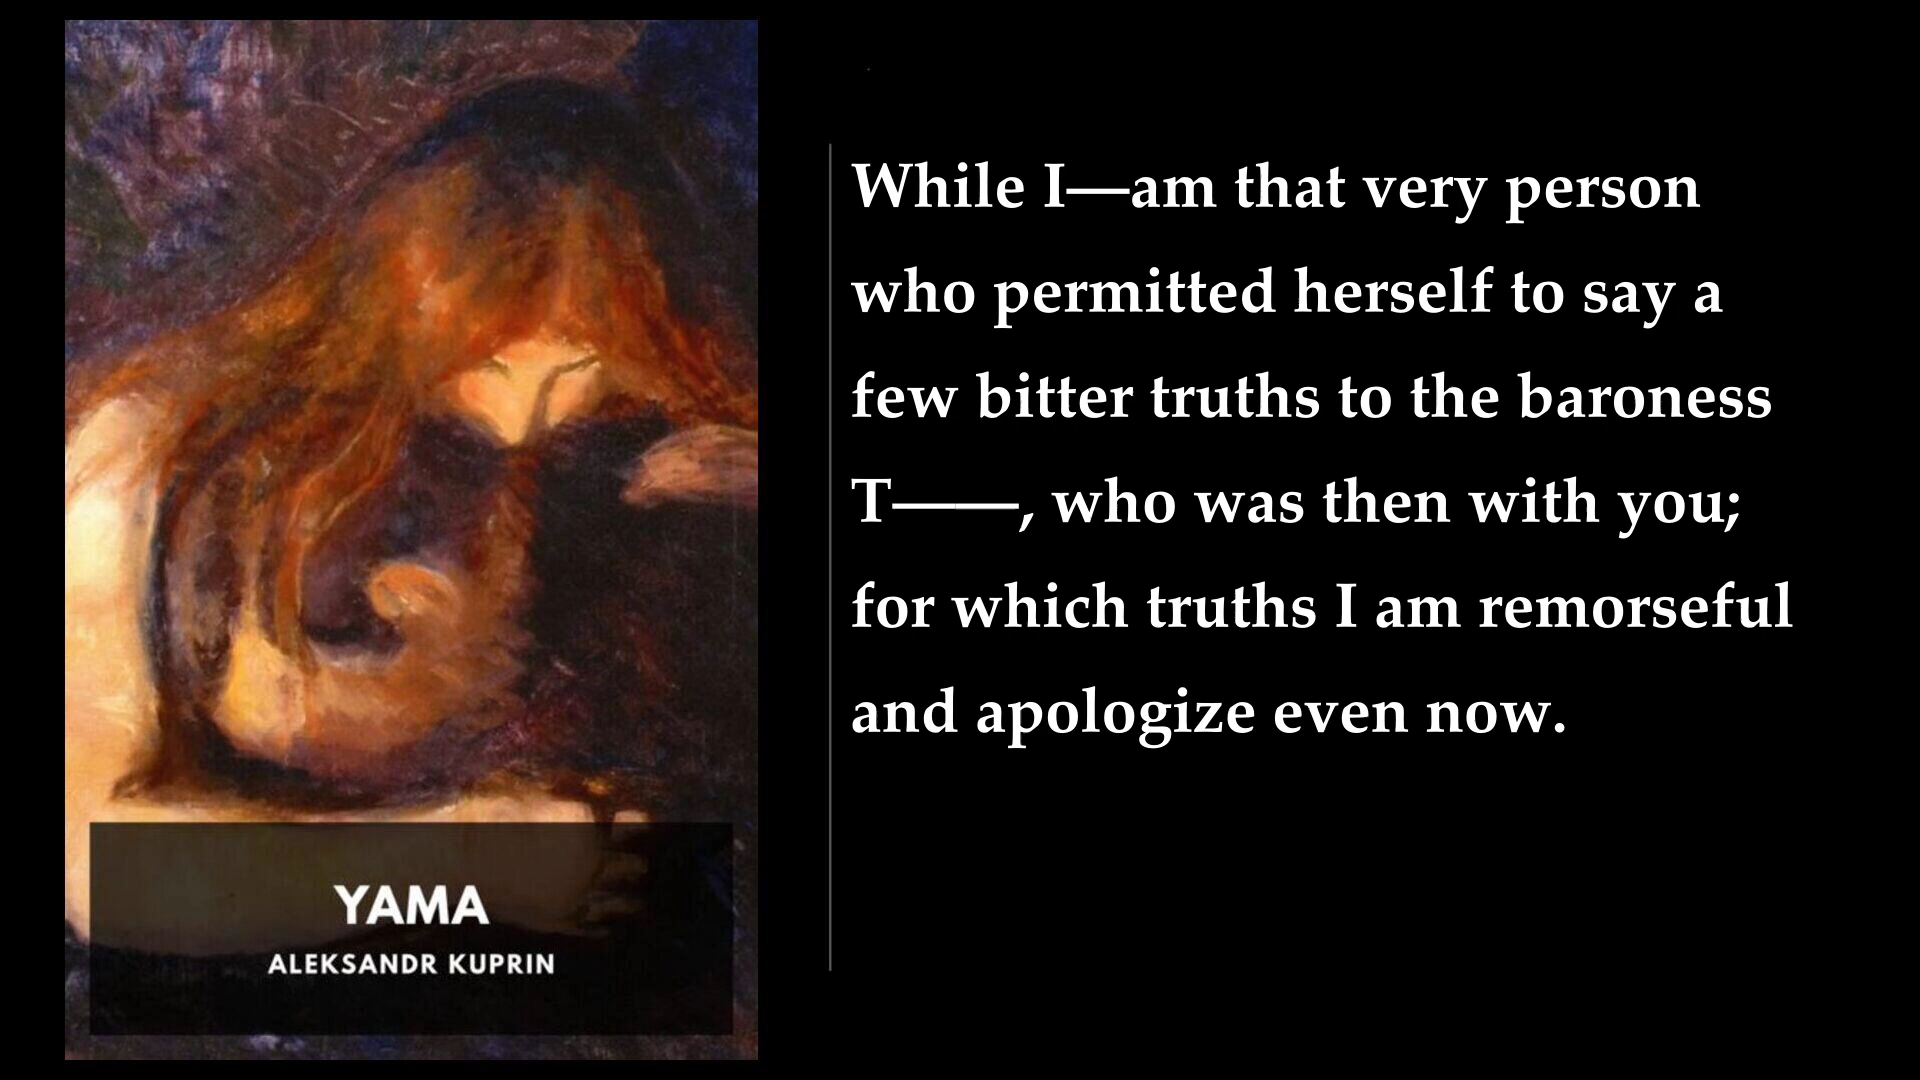 While I—am that very person
who permitted herself to say a
few bitter truths to the baroness
T——, who was then with you;
for which truths I am remorseful
and apologize even now.
YAMA
ALEKSANDR KUPRIN